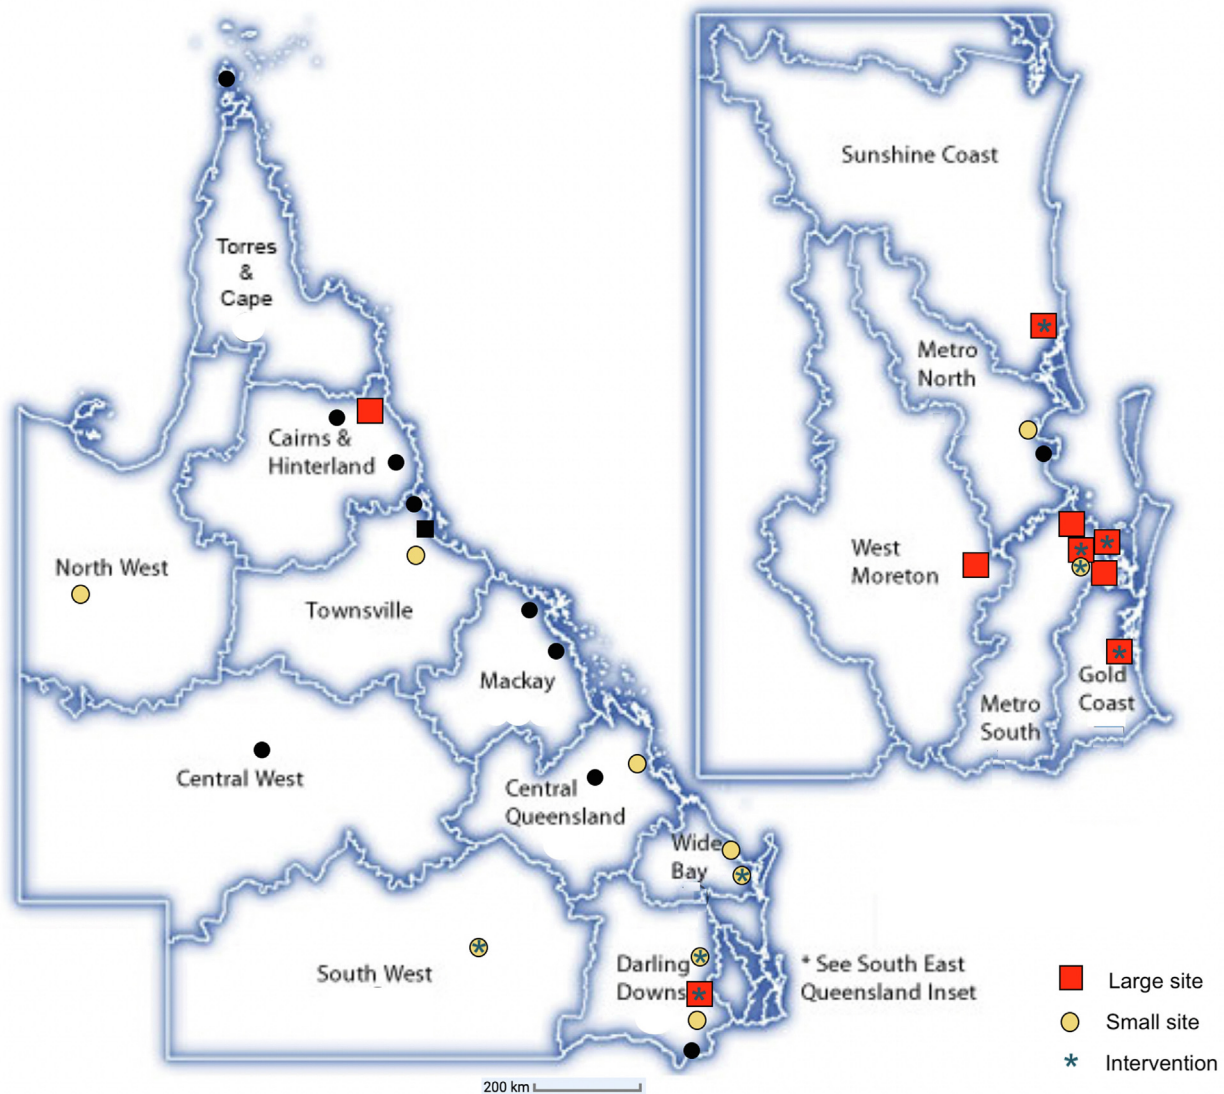 Torres
&
Cape
Cairns &
Hinterland
North West
Townsville
Mackay
Central West
Central
Queensland
Wide
Bay
South West
Darling
Downs
* See South East
Queensland Inset
200 km
Sunshine Coast
Metro
North
West
Moreton
Metro
South
Gold
Coast
Large site
Small site
* Intervention